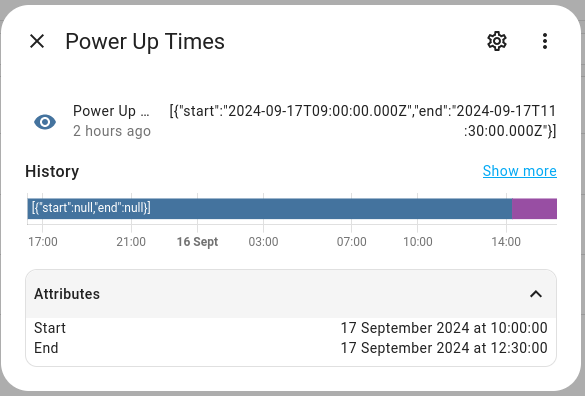 Power Up Times
Power Up ... [{"start":"2024-09-17T09:00:00.000Z","end":"2024-09-17T11
2 hours ago :30:00.000Z"}]
History Show more
[{"start":null,"end":null}]
17:00 21:00 16 Sept 03:00 07:00 10:00 14:00
Attributes
Start 17 September 2024 at 10:00:00
End 17 September 2024 at 12:30:00